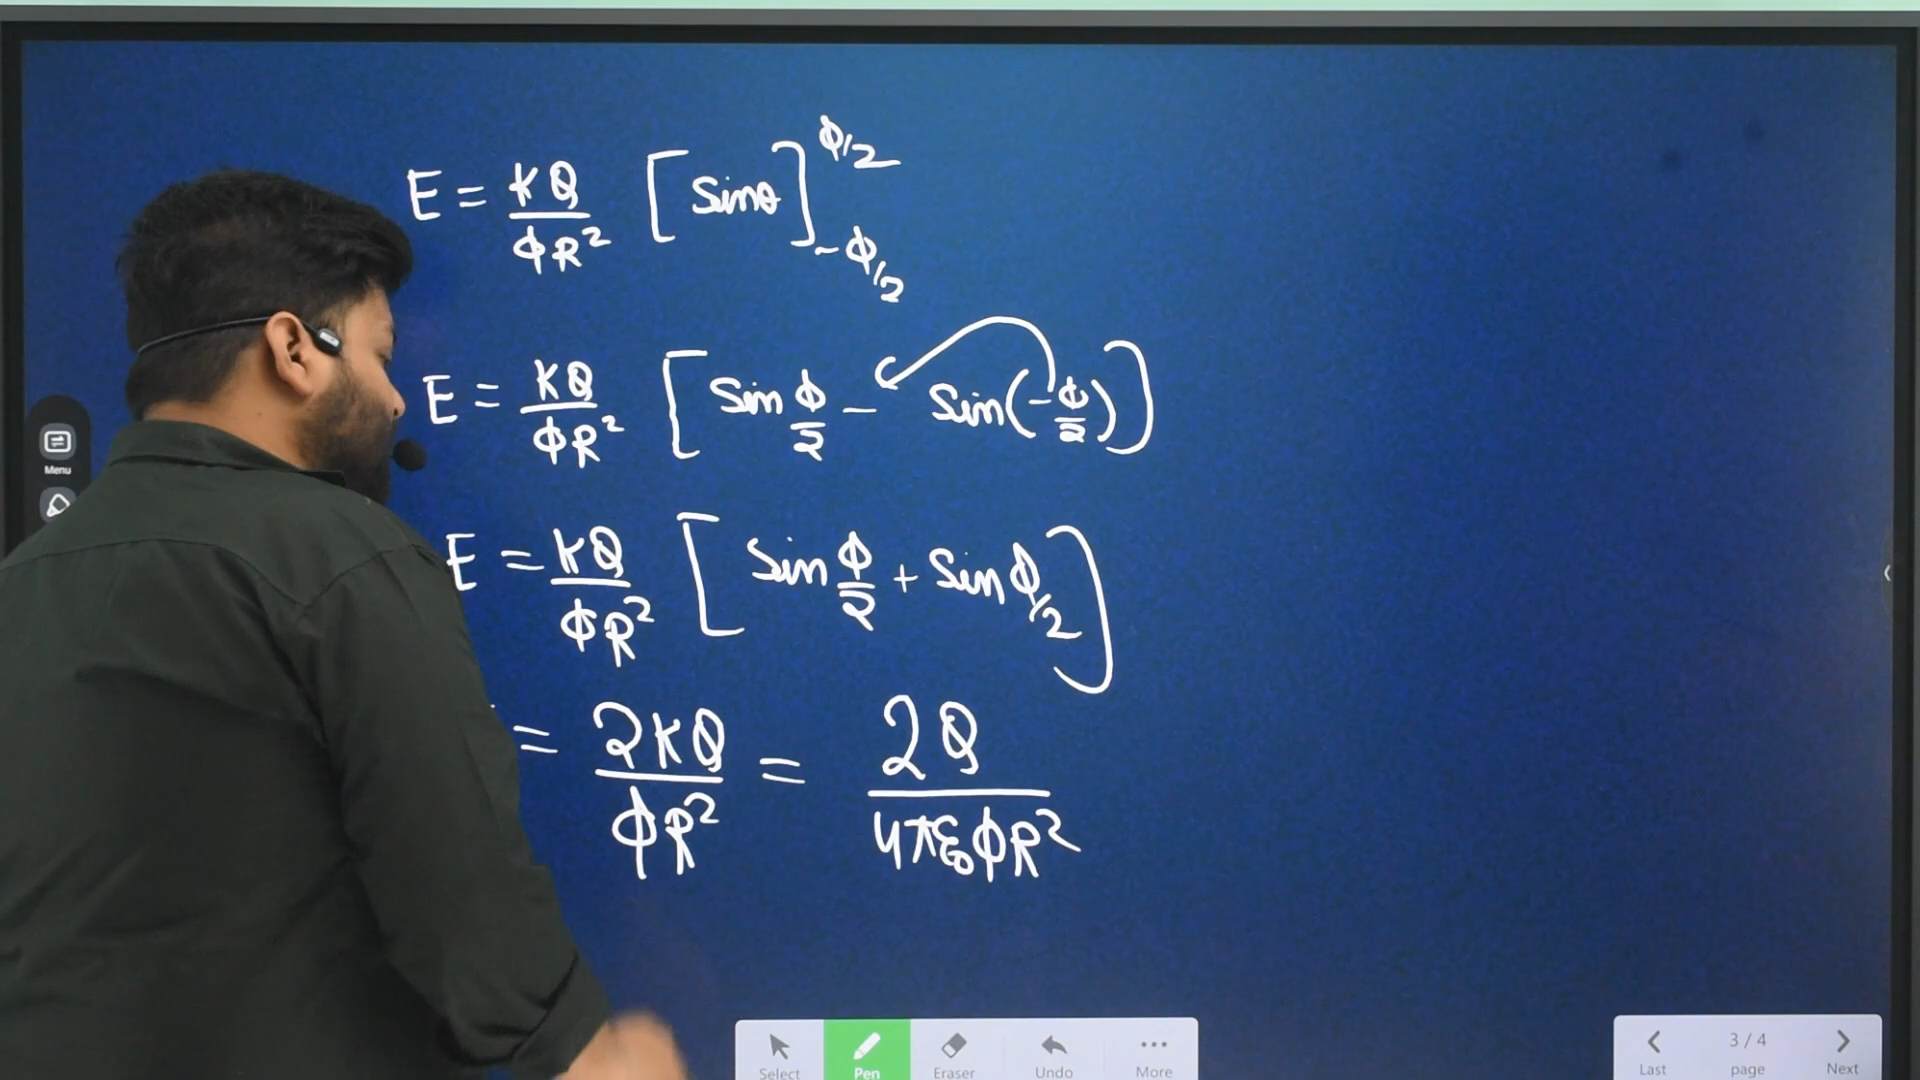 E = KQ/ϕR² [Sinθ]^ϕ/2_-ϕ/2
E = KQ/ϕR² [Sin ϕ/2 - Sin(-ϕ/2)]
E = KQ/ϕR² [Sin ϕ/2 + Sin ϕ/2]
= 2KQ/ϕR² = 2Q/4πε₀ϕR²
Menu
Select Pen Eraser Undo More
Last 3 / 4 page Next